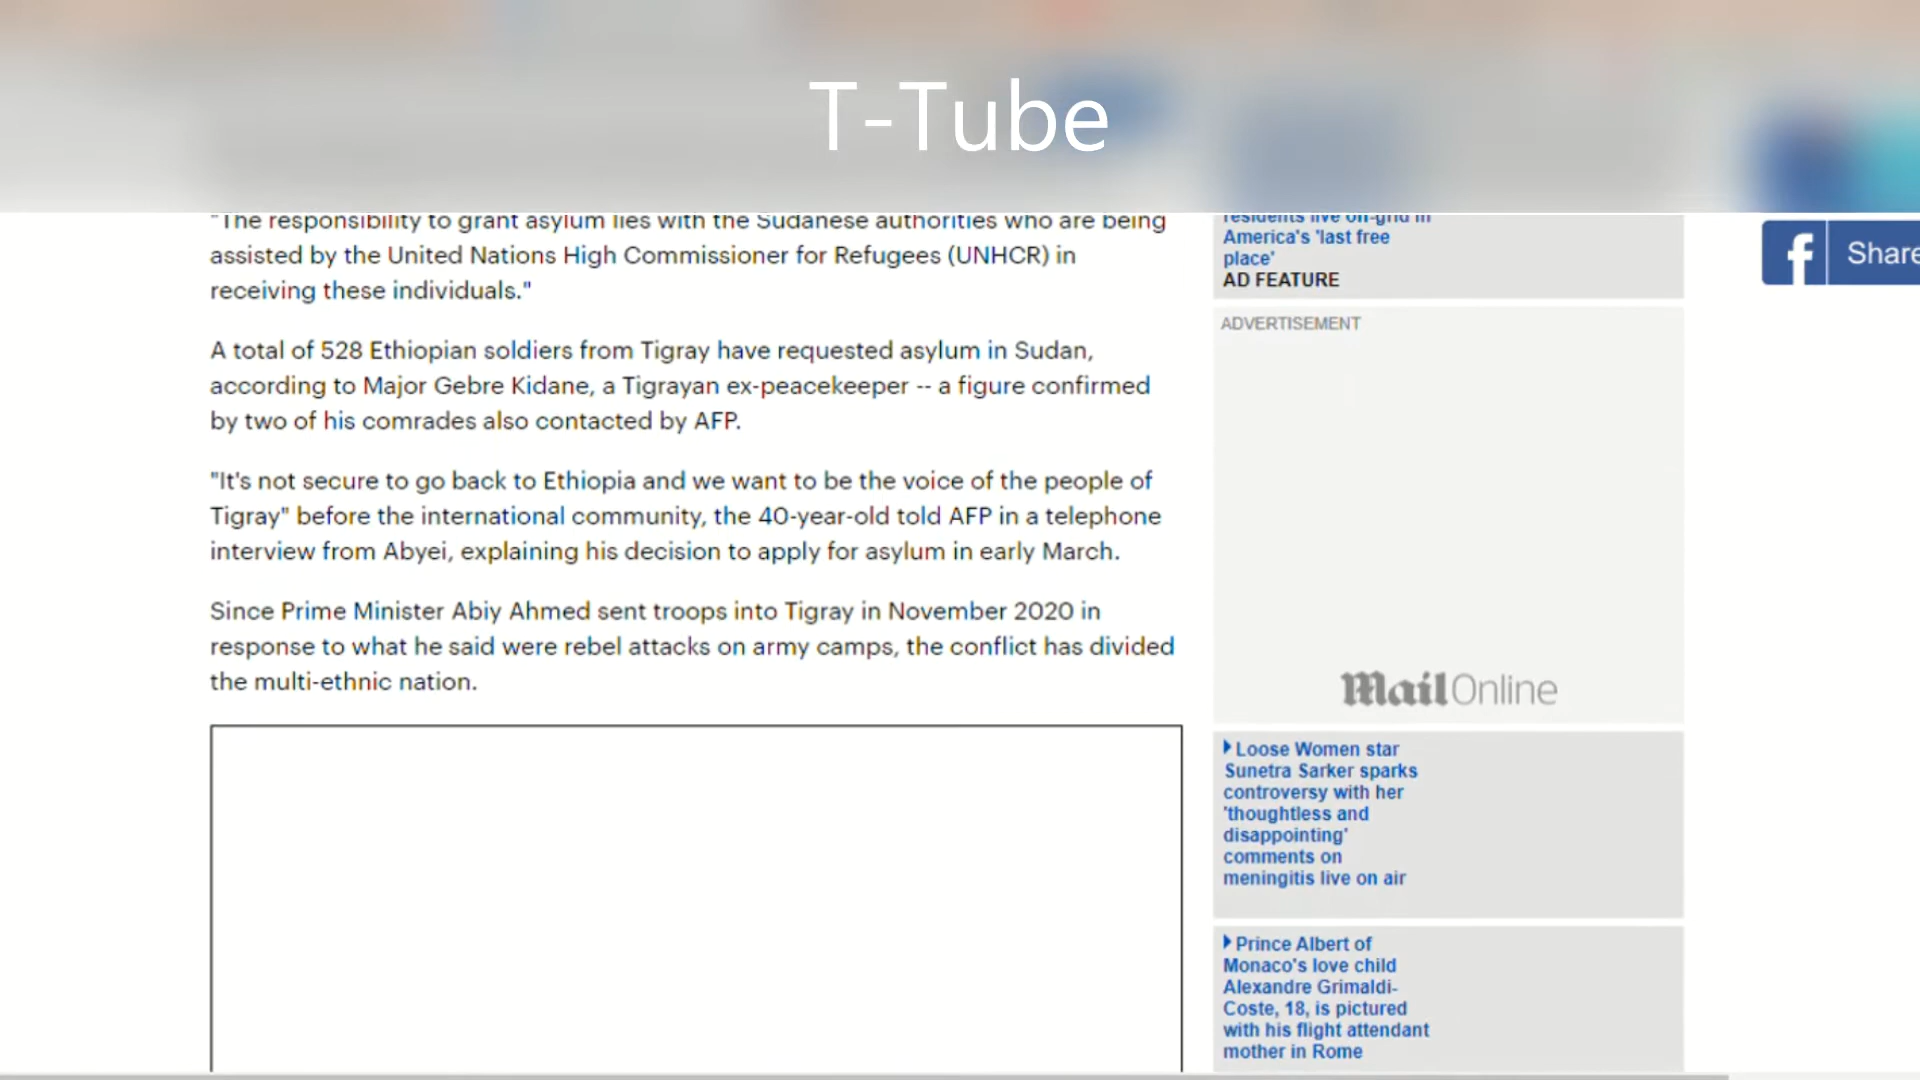 T-Tube
"The responsibility to grant asylum lies with the Sudanese authorities who are being
assisted by the United Nations High Commissioner for Refugees (UNHCR) in
receiving these individuals."
A total of 528 Ethiopian soldiers from Tigray have requested asylum in Sudan,
according to Major Gebre Kidane, a Tigrayan ex-peacekeeper -- a figure confirmed
by two of his comrades also contacted by AFP.
"It's not secure to go back to Ethiopia and we want to be the voice of the people of
Tigray" before the international community, the 40-year-old told AFP in a telephone
interview from Abyei, explaining his decision to apply for asylum in early March.
Since Prime Minister Abiy Ahmed sent troops into Tigray in November 2020 in
response to what he said were rebel attacks on army camps, the conflict has divided
the multi-ethnic nation.
residents live off-grid in
America's 'last free
place'
AD FEATURE
ADVERTISEMENT
MailOnline
Loose Women star
Sunetra Sarker sparks
controversy with her
'thoughtless and
disappointing'
comments on
meningitis live on air
Prince Albert of
Monaco's love child
Alexandre Grimaldi-
Coste, 18, is pictured
with his flight attendant
mother in Rome
f Share